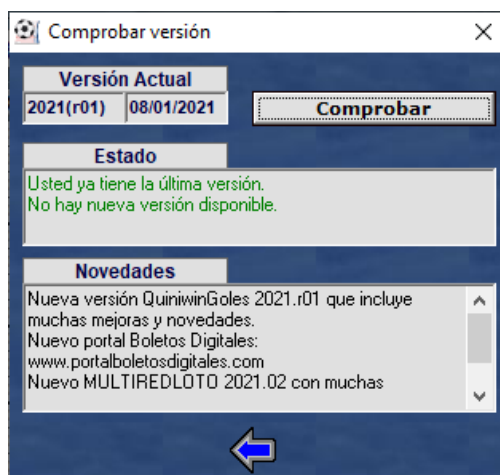 Comprobar versión
Versión Actual
2021(r01) 08/01/2021
Comprobar
Estado
Usted ya tiene la última versión.
No hay nueva versión disponible.
Novedades
Nueva versión QuiniwinGoles 2021.r01 que incluye
muchas mejoras y novedades.
Nuevo portal Boletos Digitales:
www.portalboletosdigitales.com
Nuevo MULTIREDLOTO 2021.02 con muchas